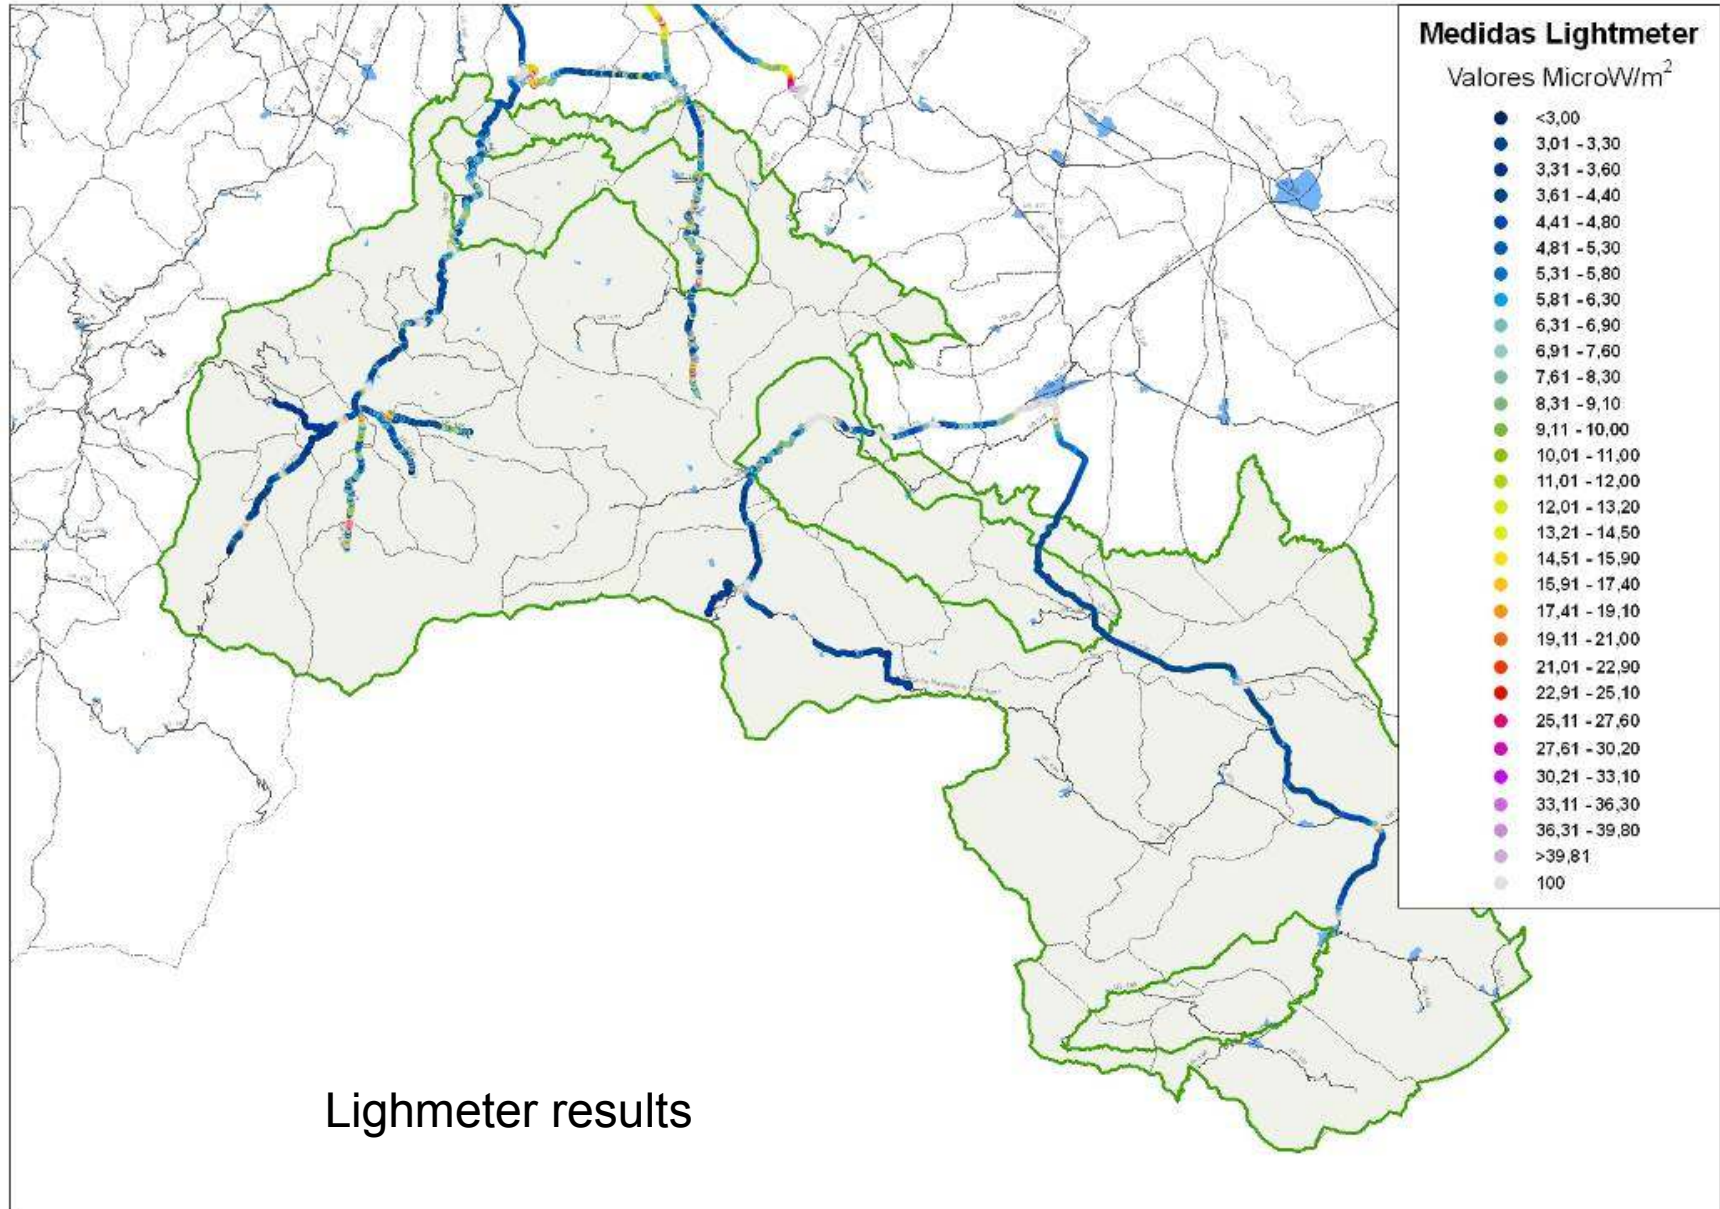 Medidas Lightmeter
Valores MicroW/m²
<3,00
3,01 - 3,30
3,31 - 3,60
3,61 - 4,40
4,41 - 4,80
4,81 - 5,30
5,31 - 5,80
5,81 - 6,30
6,31 - 6,90
6,91 - 7,60
7,61 - 8,30
8,31 - 9,10
9,11 - 10,00
10,01 - 11,00
11,01 - 12,00
12,01 - 13,20
13,21 - 14,50
14,51 - 15,90
15,91 - 17,40
17,41 - 19,10
19,11 - 21,00
21,01 - 22,90
22,91 - 25,10
25,11 - 27,60
27,61 - 30,20
30,21 - 33,10
33,11 - 36,30
36,31 - 39,80
>39,81
100
1
Lighmeter results